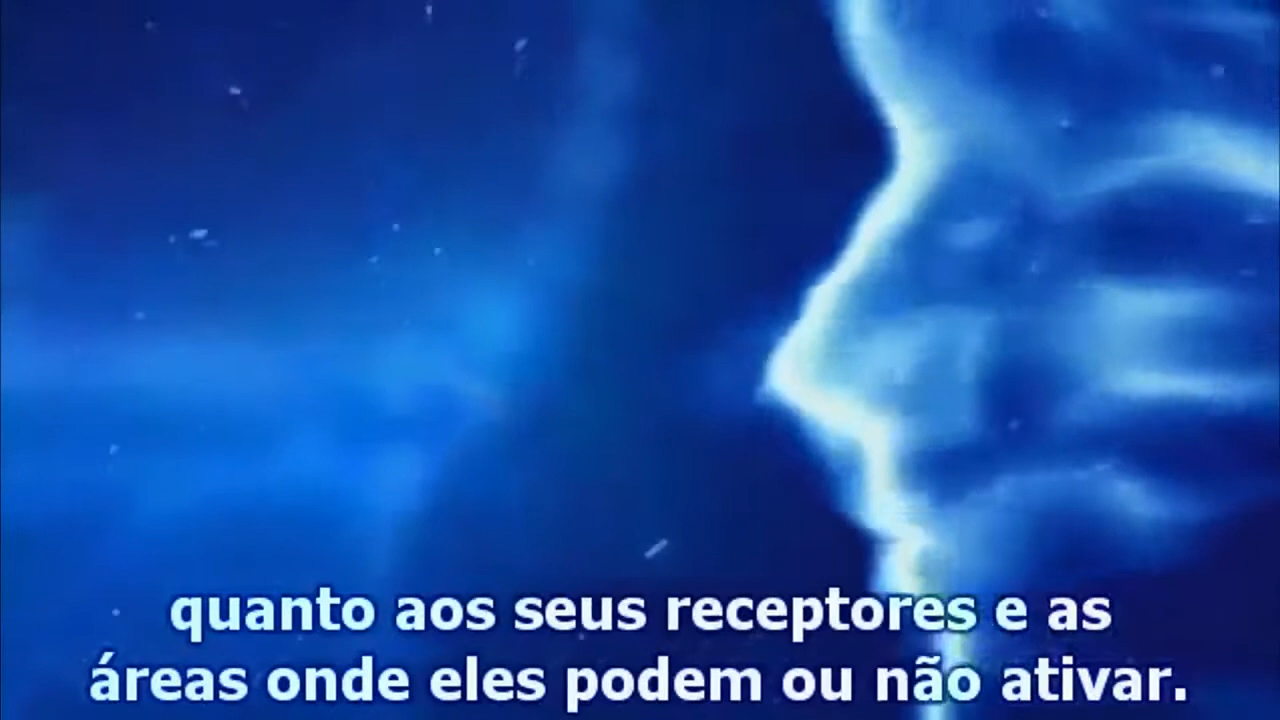 quanto aos seus receptores e as
áreas onde eles podem ou não ativar.